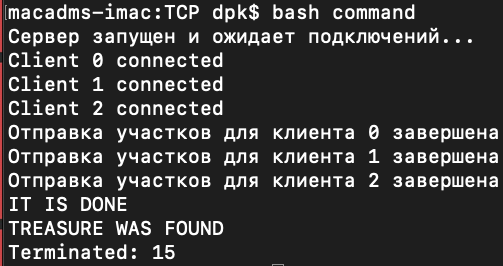 macadms-imac:TCP dpk$ bash command
Сервер запущен и ожидает подключений...
Client 0 connected
Client 1 connected
Client 2 connected
Отправка участков для клиента 0 завершена
Отправка участков для клиента 1 завершена
Отправка участков для клиента 2 завершена
IT IS DONE
TREASURE WAS FOUND
Terminated: 15